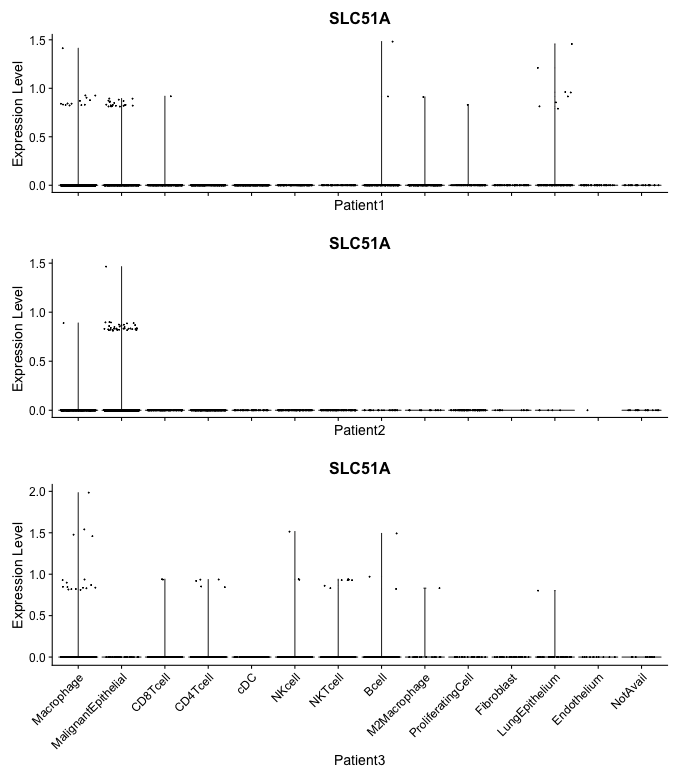 SLC51A
Expression Level
1.5
1.0
0.5
0.0
Patient1
SLC51A
Expression Level
1.5
1.0
0.5
0.0
Patient2
SLC51A
Expression Level
2.0
1.5
1.0
0.5
0.0
Macrophage
MalignantEpithelial
CD8Tcell
CD4Tcell
cDC
NKcell
NKTcell
Bcell
M2Macrophage
ProliferatingCell
Fibroblast
LungEpithelium
Endothelium
NotAvail
Patient3